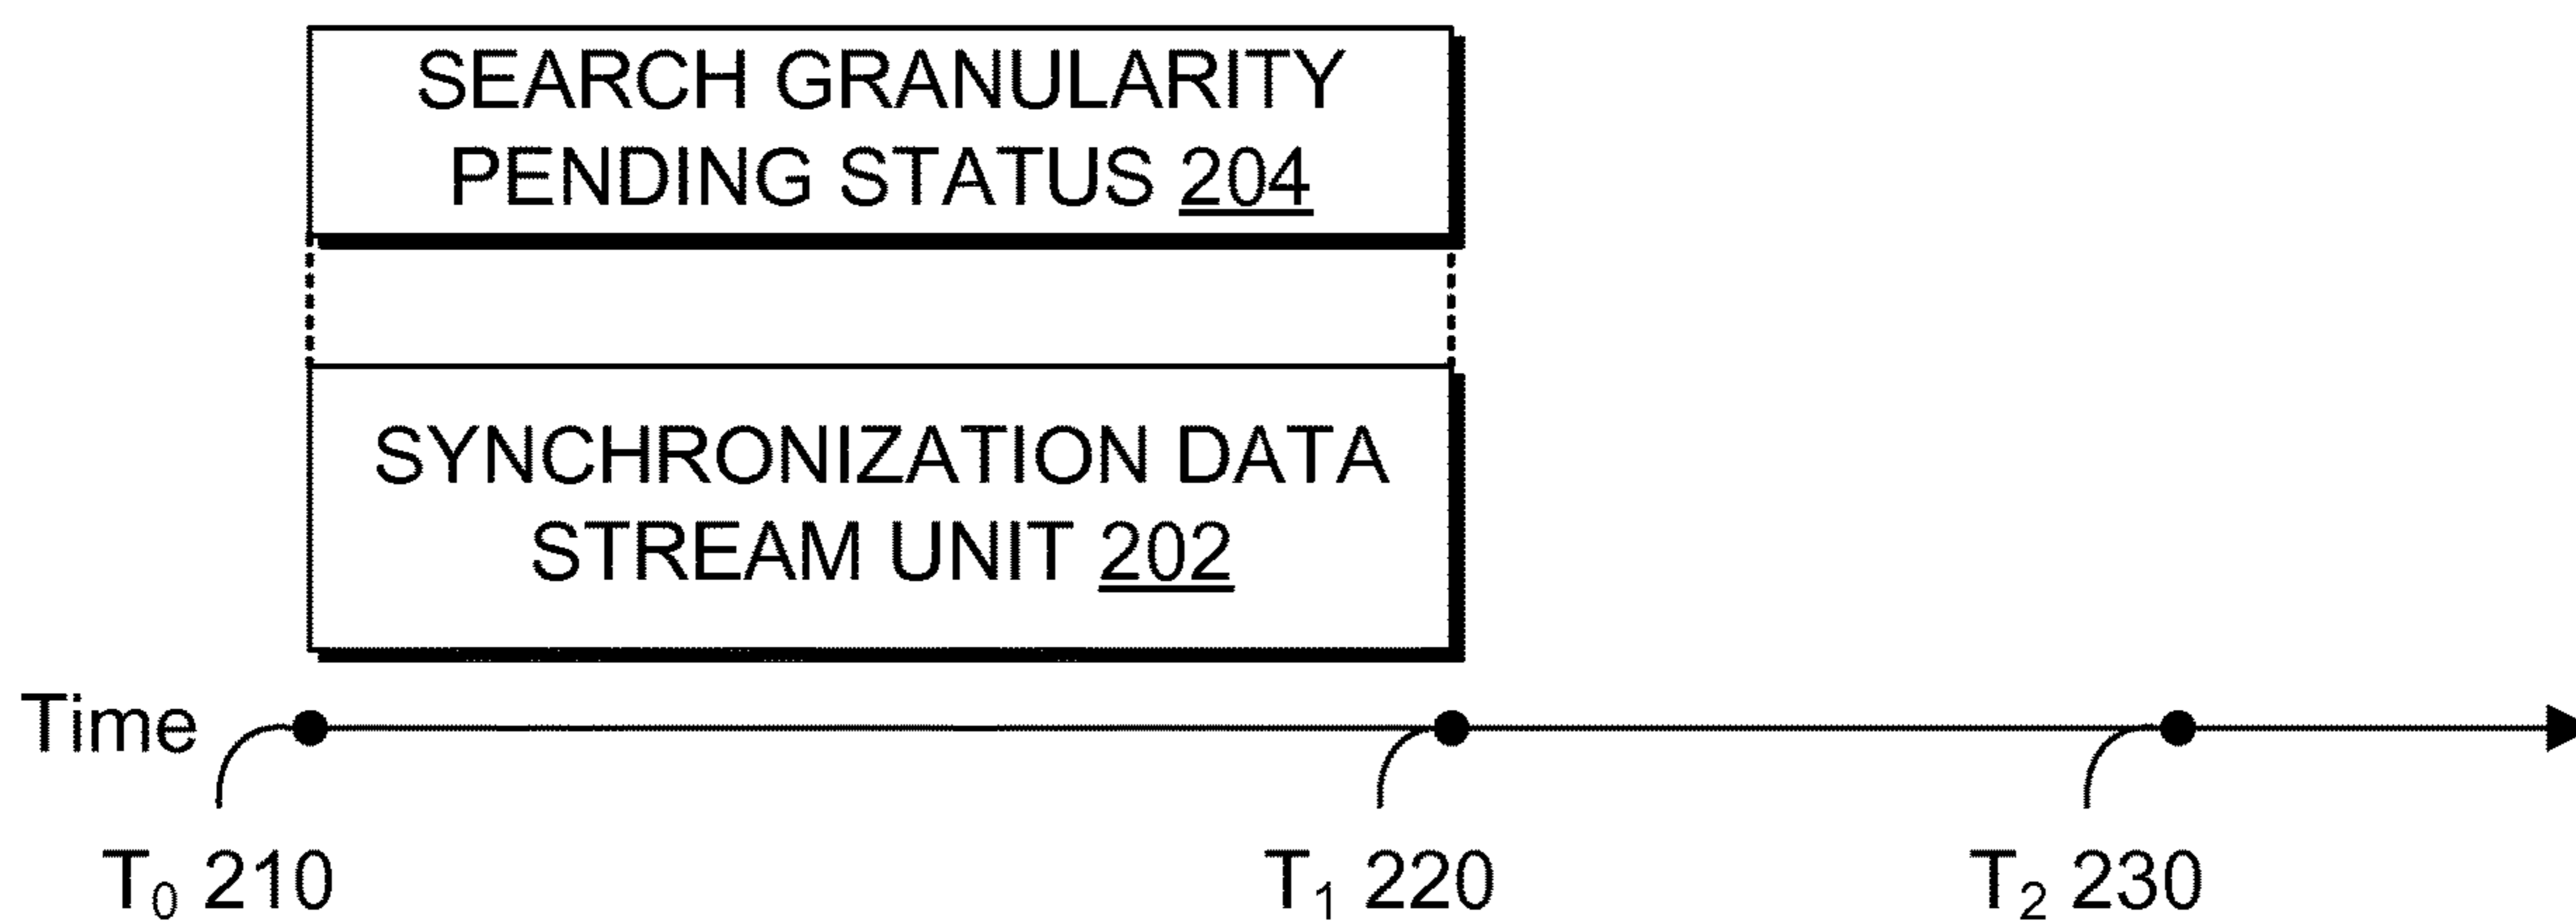 SEARCH GRANULARITY
PENDING STATUS 204
SYNCHRONIZATION DATA
STREAM UNIT 202
Time
T₀ 210
T₁ 220
T₂ 230